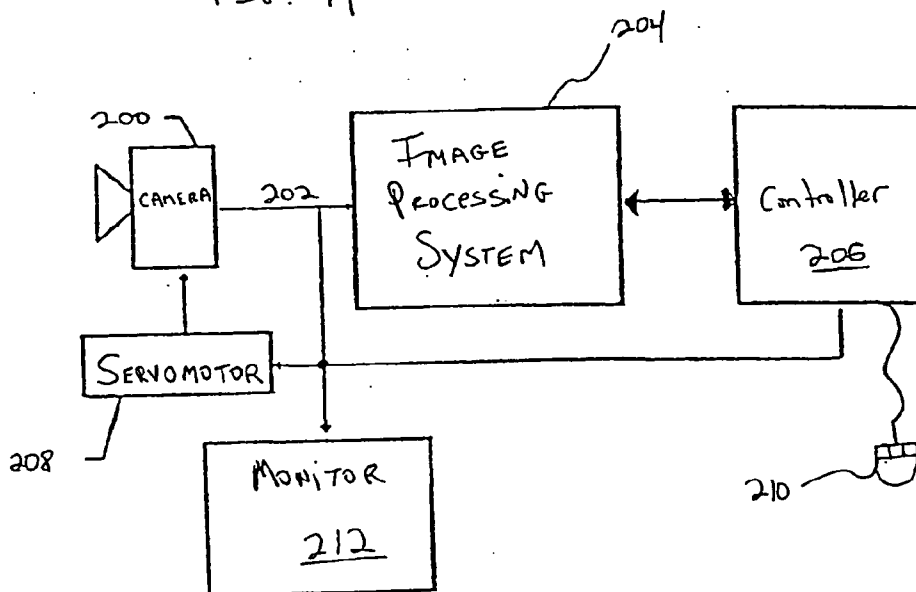 204
200
CAMERA
202
IMAGE
PROCESSING
SYSTEM
Controller
206
SERVOMOTOR
208
MONITOR
212
210